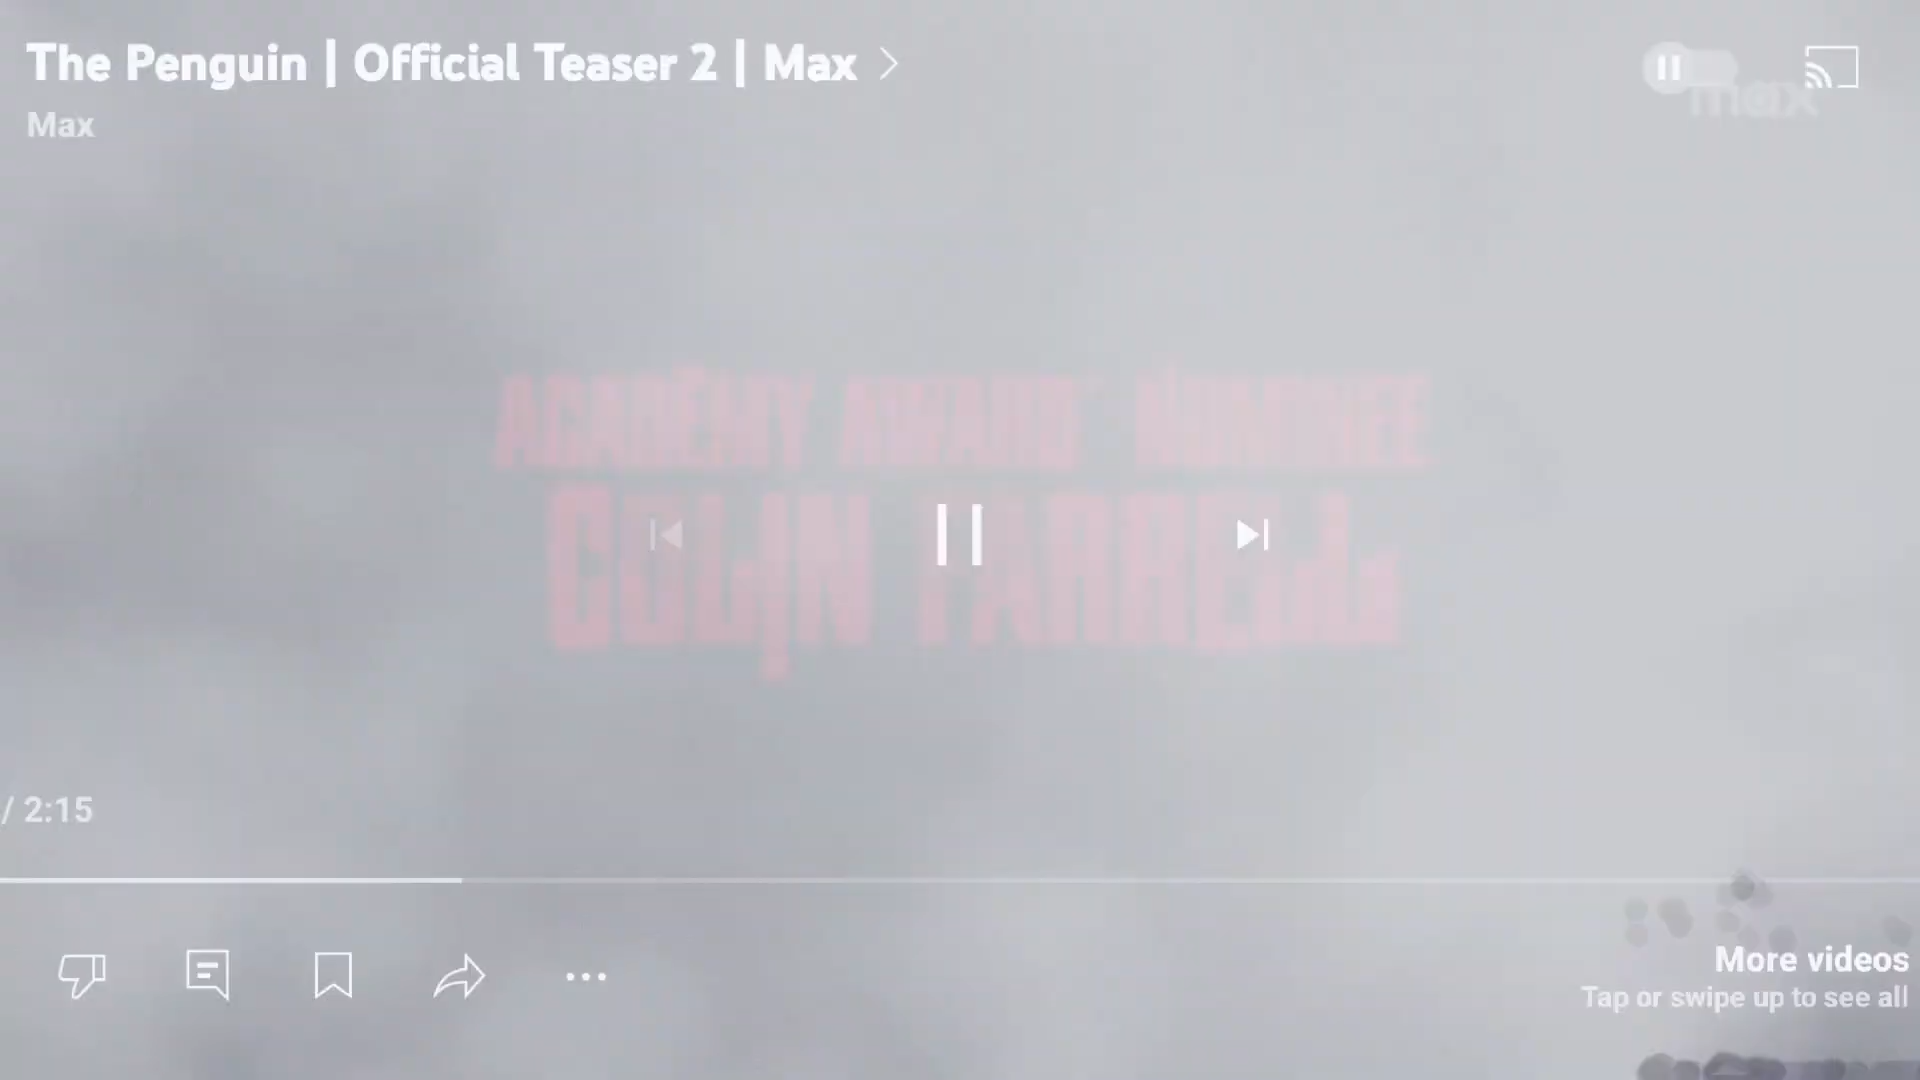 The Penguin | Official Teaser 2 | Max
Max
max
ACADEMY AWARD NOMINEE
COLIN FARRELL
/ 2:15
More videos
Tap or swipe up to see all